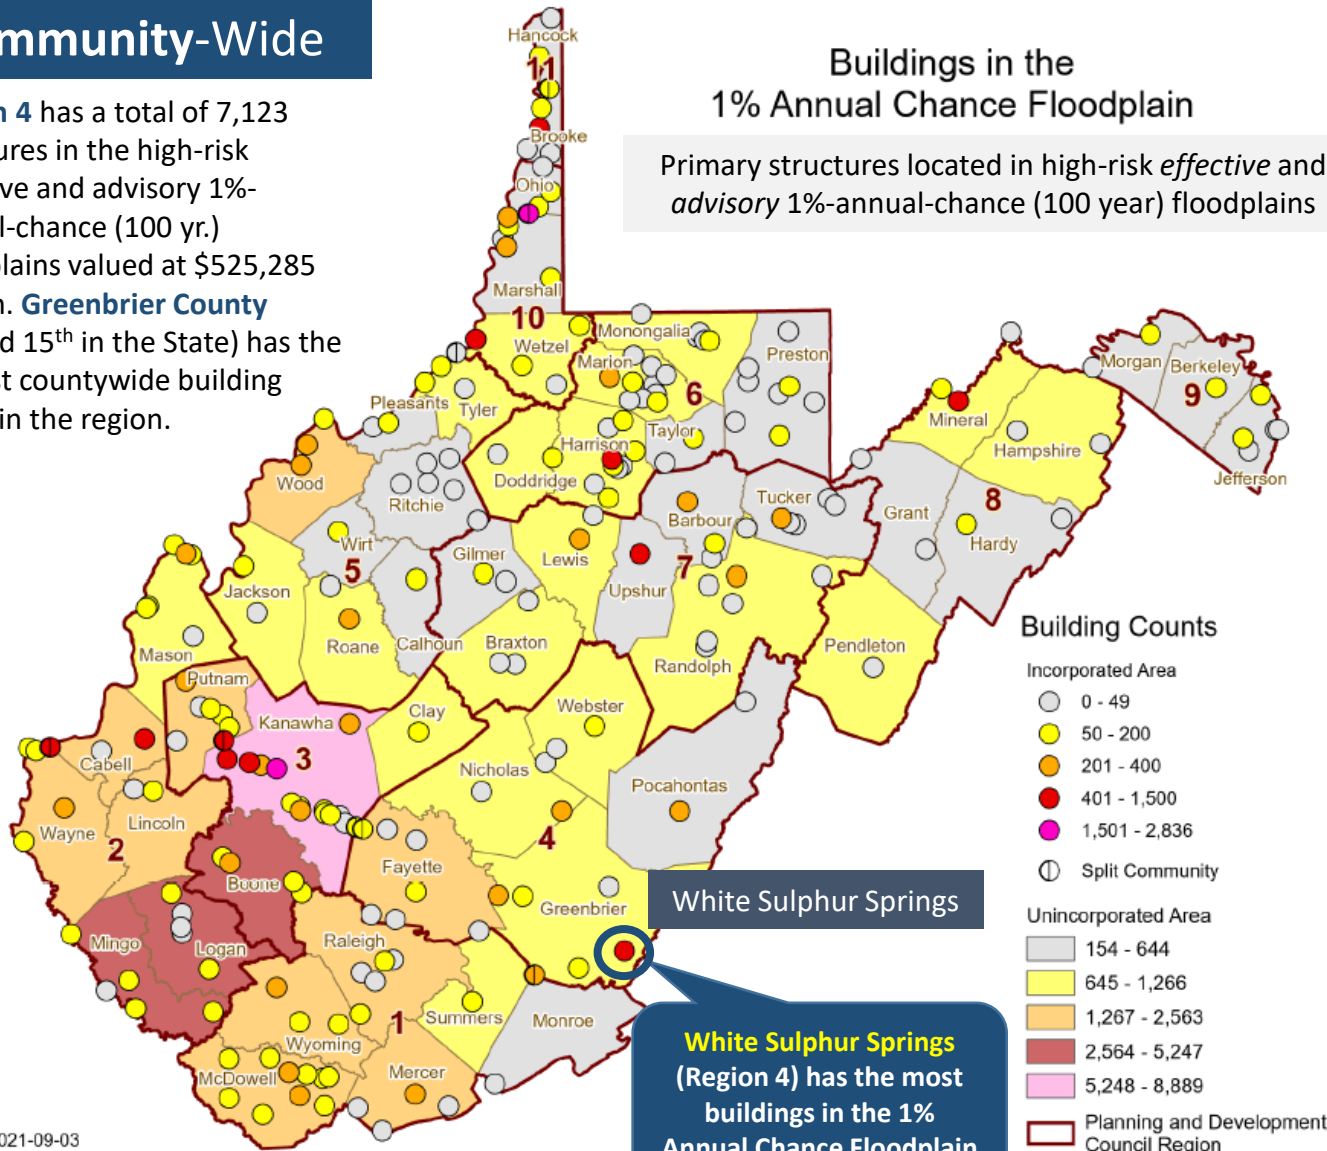 mmunity-Wide
n 4 has a total of 7,123
tures in the high-risk
ive and advisory 1%-
l-chance (100 yr.)
plains valued at $525,285
n. Greenbrier County
d 15th in the State) has the
st countywide building
in the region.
Buildings in the
1% Annual Chance Floodplain
Primary structures located in high-risk effective and
advisory 1%-annual-chance (100 year) floodplains
Hancock
11
Brooke
Ohio
Marshall
10
Wetzel
Monongalia
Marion
Preston
6
Morgan
Berkeley
9
Jefferson
Pleasants
Tyler
Harrison
Taylor
Mineral
Hampshire
Wood
Ritchie
Doddridge
Barbour
Tucker
Grant
8
Hardy
Wirt
5
Gilmer
Lewis
7
Upshur
Jackson
Roane
Calhoun
Braxton
Randolph
Pendleton
Mason
Putnam
Kanawha
3
Clay
Webster
Cabell
Nicholas
Pocahontas
Wayne
2
Lincoln
4
Boone
Fayette
Greenbrier
White Sulphur Springs
Mingo
Logan
Raleigh
1
Summers
Monroe
Wyoming
McDowell
Mercer
White Sulphur Springs
(Region 4) has the most
buildings in the 1%
Annual Chance Floodplain
Building Counts
Incorporated Area
0 - 49
50 - 200
201 - 400
401 - 1,500
1,501 - 2,836
Split Community
Unincorporated Area
154 - 644
645 - 1,266
1,267 - 2,563
2,564 - 5,247
5,248 - 8,889
Planning and Development
Council Region
021-09-03